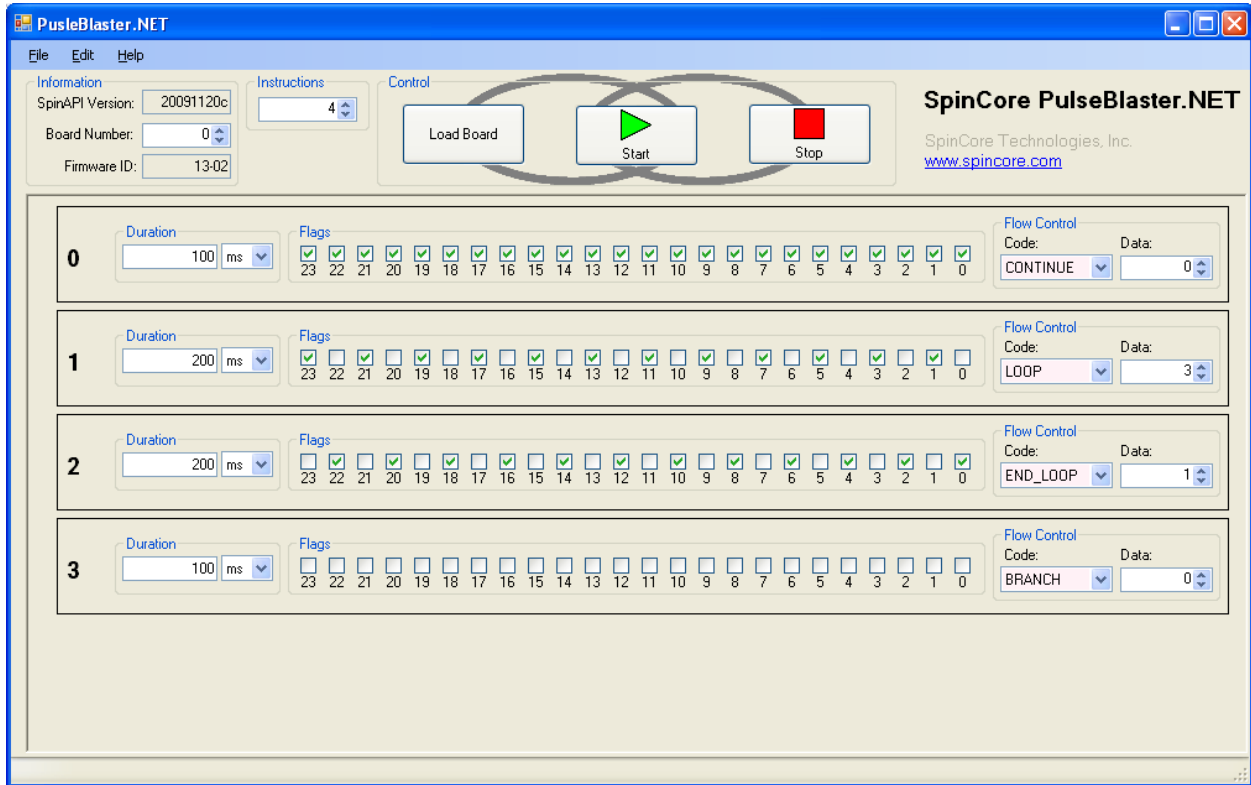 PusleBlaster.NET
File Edit Help
Information
SpinAPI Version: 20091120c
Board Number: 0
Firmware ID: 13-02
Instructions
4
Control
Load Board
Start
Stop
SpinCore PulseBlaster.NET
SpinCore Technologies, Inc.
www.spincore.com
0
Duration
100 ms
Flags
23 22 21 20 19 18 17 16 15 14 13 12 11 10 9 8 7 6 5 4 3 2 1 0
Flow Control
Code: Data:
CONTINUE 0
1
Duration
200 ms
Flags
23 22 21 20 19 18 17 16 15 14 13 12 11 10 9 8 7 6 5 4 3 2 1 0
Flow Control
Code: Data:
LOOP 3
2
Duration
200 ms
Flags
23 22 21 20 19 18 17 16 15 14 13 12 11 10 9 8 7 6 5 4 3 2 1 0
Flow Control
Code: Data:
END_LOOP 1
3
Duration
100 ms
Flags
23 22 21 20 19 18 17 16 15 14 13 12 11 10 9 8 7 6 5 4 3 2 1 0
Flow Control
Code: Data:
BRANCH 0